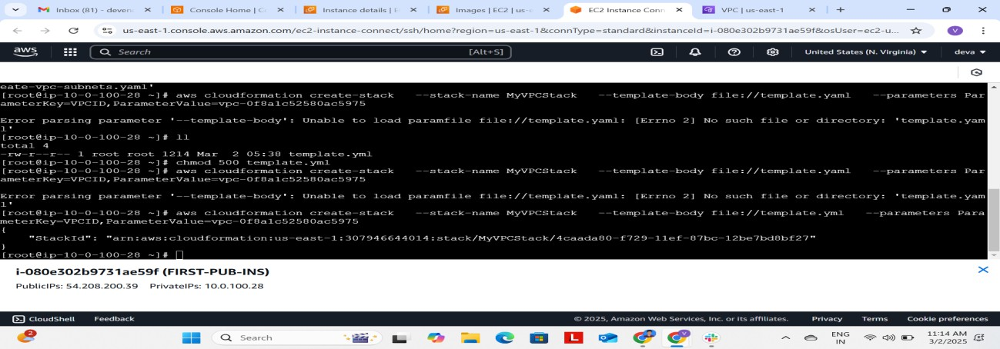 Inbox (81) - deven
Console Home | C
Instance details | E
Images | EC2 | us-e
EC2 Instance Conn
VPC | us-east-1
us-east-1.console.aws.amazon.com/ec2-instance-connect/ssh/home?region=us-east-1&connType=standard&instanceId=i-080e302b9731ae59f&osUser=ec2-u...
V
aws
Search
[Alt+S]
United States (N. Virginia)
deva
eate-vpc-subnets.yaml'
[root@ip-10-0-100-28 ~]# aws cloudformation create-stack   --stack-name MyVPCStack   --template-body file://template.yaml   --parameters Par
ameterKey=VPCID,ParameterValue=vpc-0f8a1c52580ac5975
Error parsing parameter '--template-body': Unable to load paramfile file://template.yaml: [Errno 2] No such file or directory: 'template.yam
l'
[root@ip-10-0-100-28 ~]# ll
total 4
-rw-r--r-- 1 root root 1214 Mar  2 05:38 template.yml
[root@ip-10-0-100-28 ~]# chmod 500 template.yml
[root@ip-10-0-100-28 ~]# aws cloudformation create-stack   --stack-name MyVPCStack   --template-body file://template.yaml   --parameters Par
ameterKey=VPCID,ParameterValue=vpc-0f8a1c52580ac5975
Error parsing parameter '--template-body': Unable to load paramfile file://template.yaml: [Errno 2] No such file or directory: 'template.yam
l'
[root@ip-10-0-100-28 ~]# aws cloudformation create-stack   --stack-name MyVPCStack   --template-body file://template.yml   --parameters Para
meterKey=VPCID,ParameterValue=vpc-0f8a1c52580ac5975
{
    "StackId": "arn:aws:cloudformation:us-east-1:307946644014:stack/MyVPCStack/4caada80-f729-11ef-87bc-12be7bd8bf27"
}
[root@ip-10-0-100-28 ~]#
i-080e302b9731ae59f (FIRST-PUB-INS)
PublicIPs: 54.208.200.39 PrivateIPs: 10.0.100.28
CloudShell Feedback © 2025, Amazon Web Services, Inc. or its affiliates. Privacy Terms Cookie preferences
2
Search
L
V
ENG
IN
11:14 AM
3/2/2025